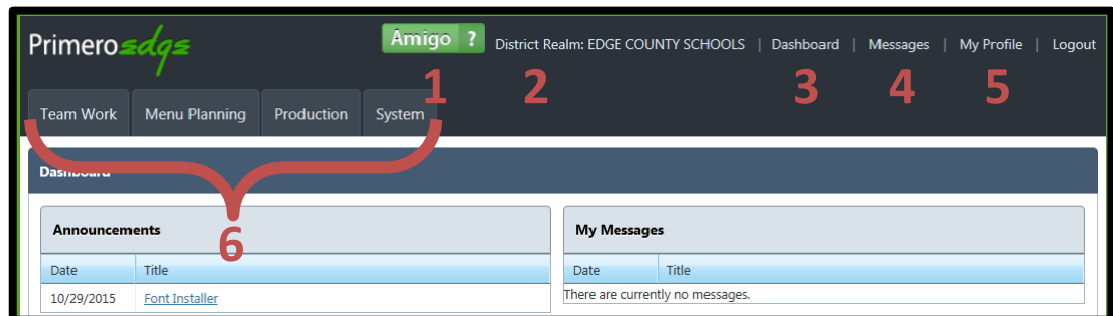 Primeroedge Amigo ? District Realm: EDGE COUNTY SCHOOLS | Dashboard | Messages | My Profile | Logout
1 2 3 4 5
Team Work Menu Planning Production System
Dashboard
6
Announcements My Messages
Date Title Date Title
10/29/2015 Font Installer There are currently no messages.